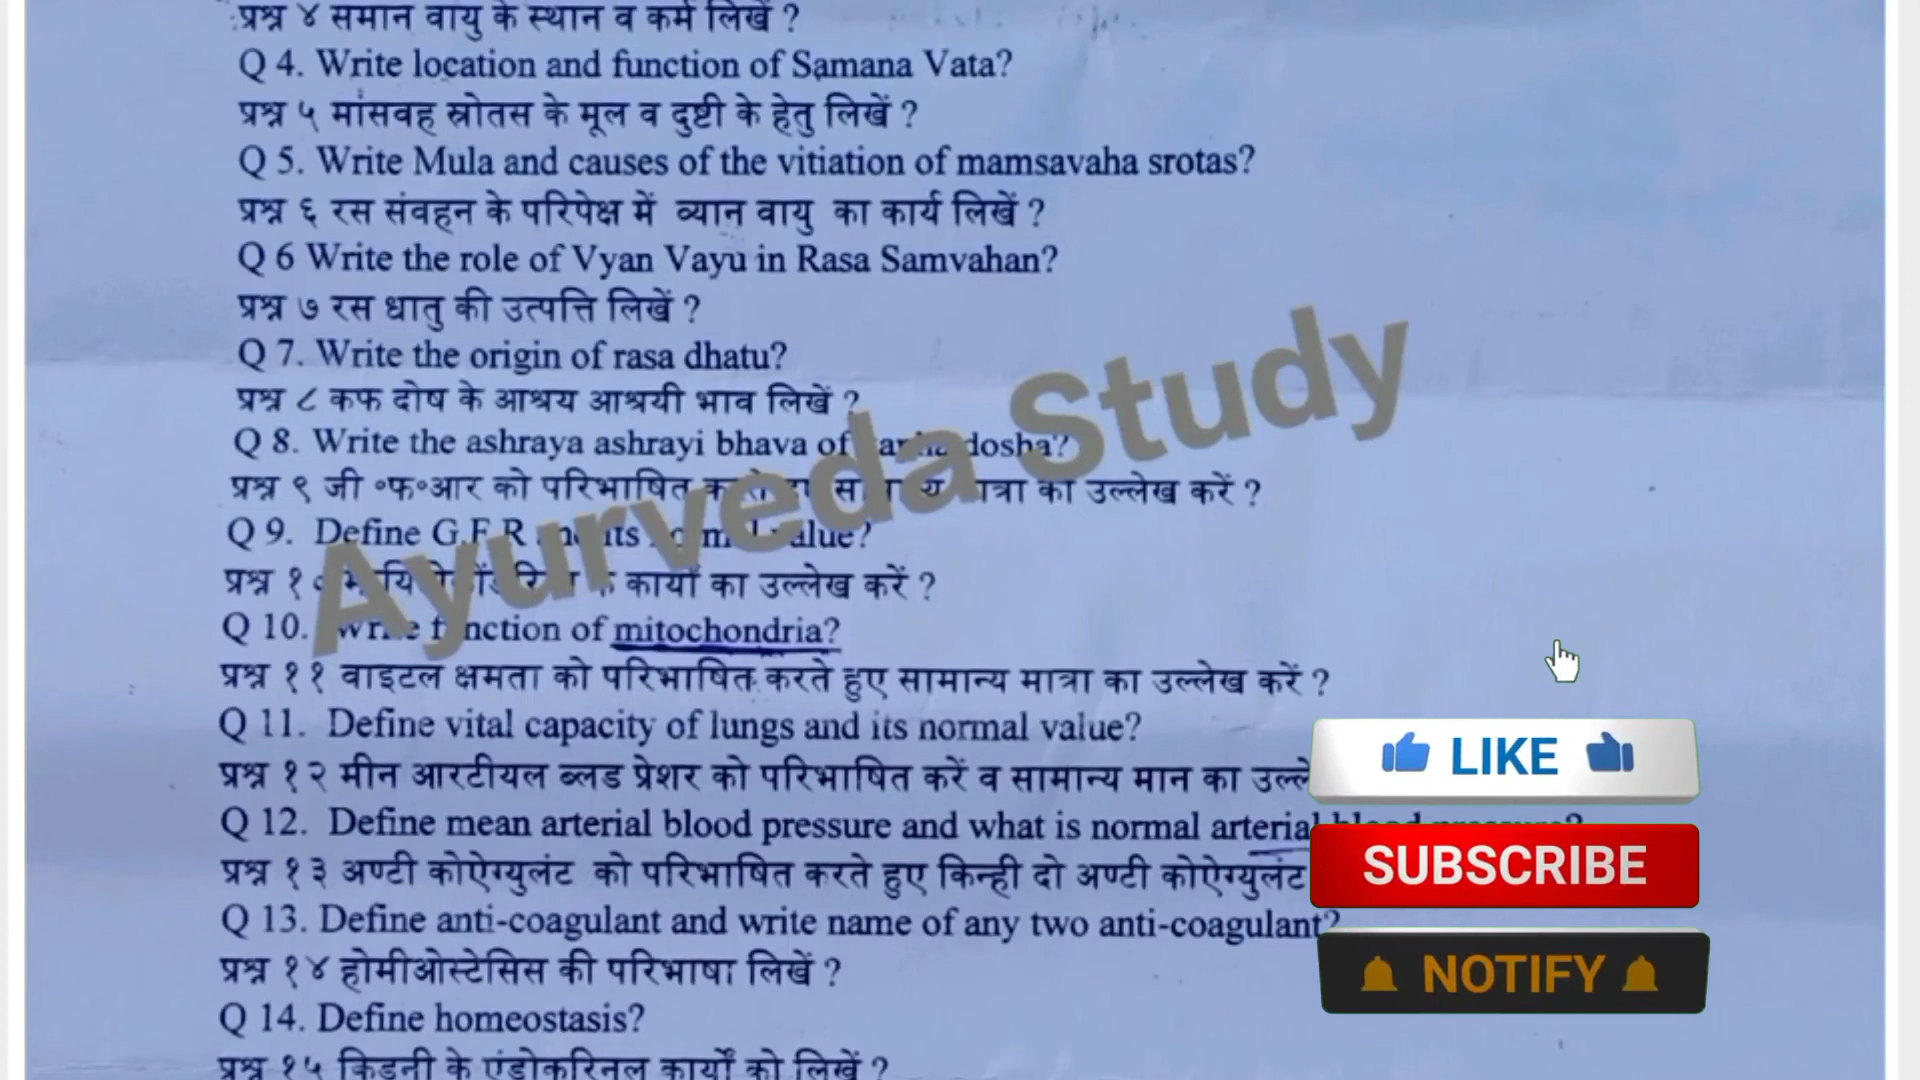 प्रश्न ४ समान वायु के स्थान व कर्म लिखें ?
Q 4. Write location and function of Samana Vata?
प्रश्न ५ मांसवह स्रोतस के मूल व दुष्टी के हेतु लिखें ?
Q 5. Write Mula and causes of the vitiation of mamsavaha srotas?
प्रश्न ६ रस संवहन के परिपेक्ष में व्यान वायु का कार्य लिखें ?
Q 6 Write the role of Vyan Vayu in Rasa Samvahan?
प्रश्न ७ रस धातु की उत्पत्ति लिखें ?
Q 7. Write the origin of rasa dhatu?
प्रश्न ८ कफ दोष के आश्रय आश्रयी भाव लिखें ?
Q 8. Write the ashraya ashrayi bhava of dosha?
प्रश्न ९ जी॰फ॰आर को परिभाषित का उल्लेख करें ?
Q 9. Define G.F.R its value?
Ayurveda Study
प्रश्न कार्यों का उल्लेख करें ?
Q 10. Write function of mitochondria?
प्रश्न ११ वाइटल क्षमता को परिभाषित करते हुए सामान्य मात्रा का उल्लेख करें ?
Q 11. Define vital capacity of lungs and its normal value?
प्रश्न १२ मीन आरटीयल ब्लड प्रेशर को परिभाषित करें व सामान्य मान का
LIKE
Q 12. Define mean arterial blood pressure and what is normal arterial
प्रश्न १३ अण्टी कोऐग्युलंट को परिभाषित करते हुए किन्ही दो अण्टी कोऐग्युलंट
SUBSCRIBE
Q 13. Define anti-coagulant and write name of any two anti-coagulant?
प्रश्न १४ होमीओस्टेसिस की परिभाषा लिखें ?
NOTIFY
Q 14. Define homeostasis?
प्रश्न १५ किडनी के एंडोकरिनल कार्यों को लिखें ?